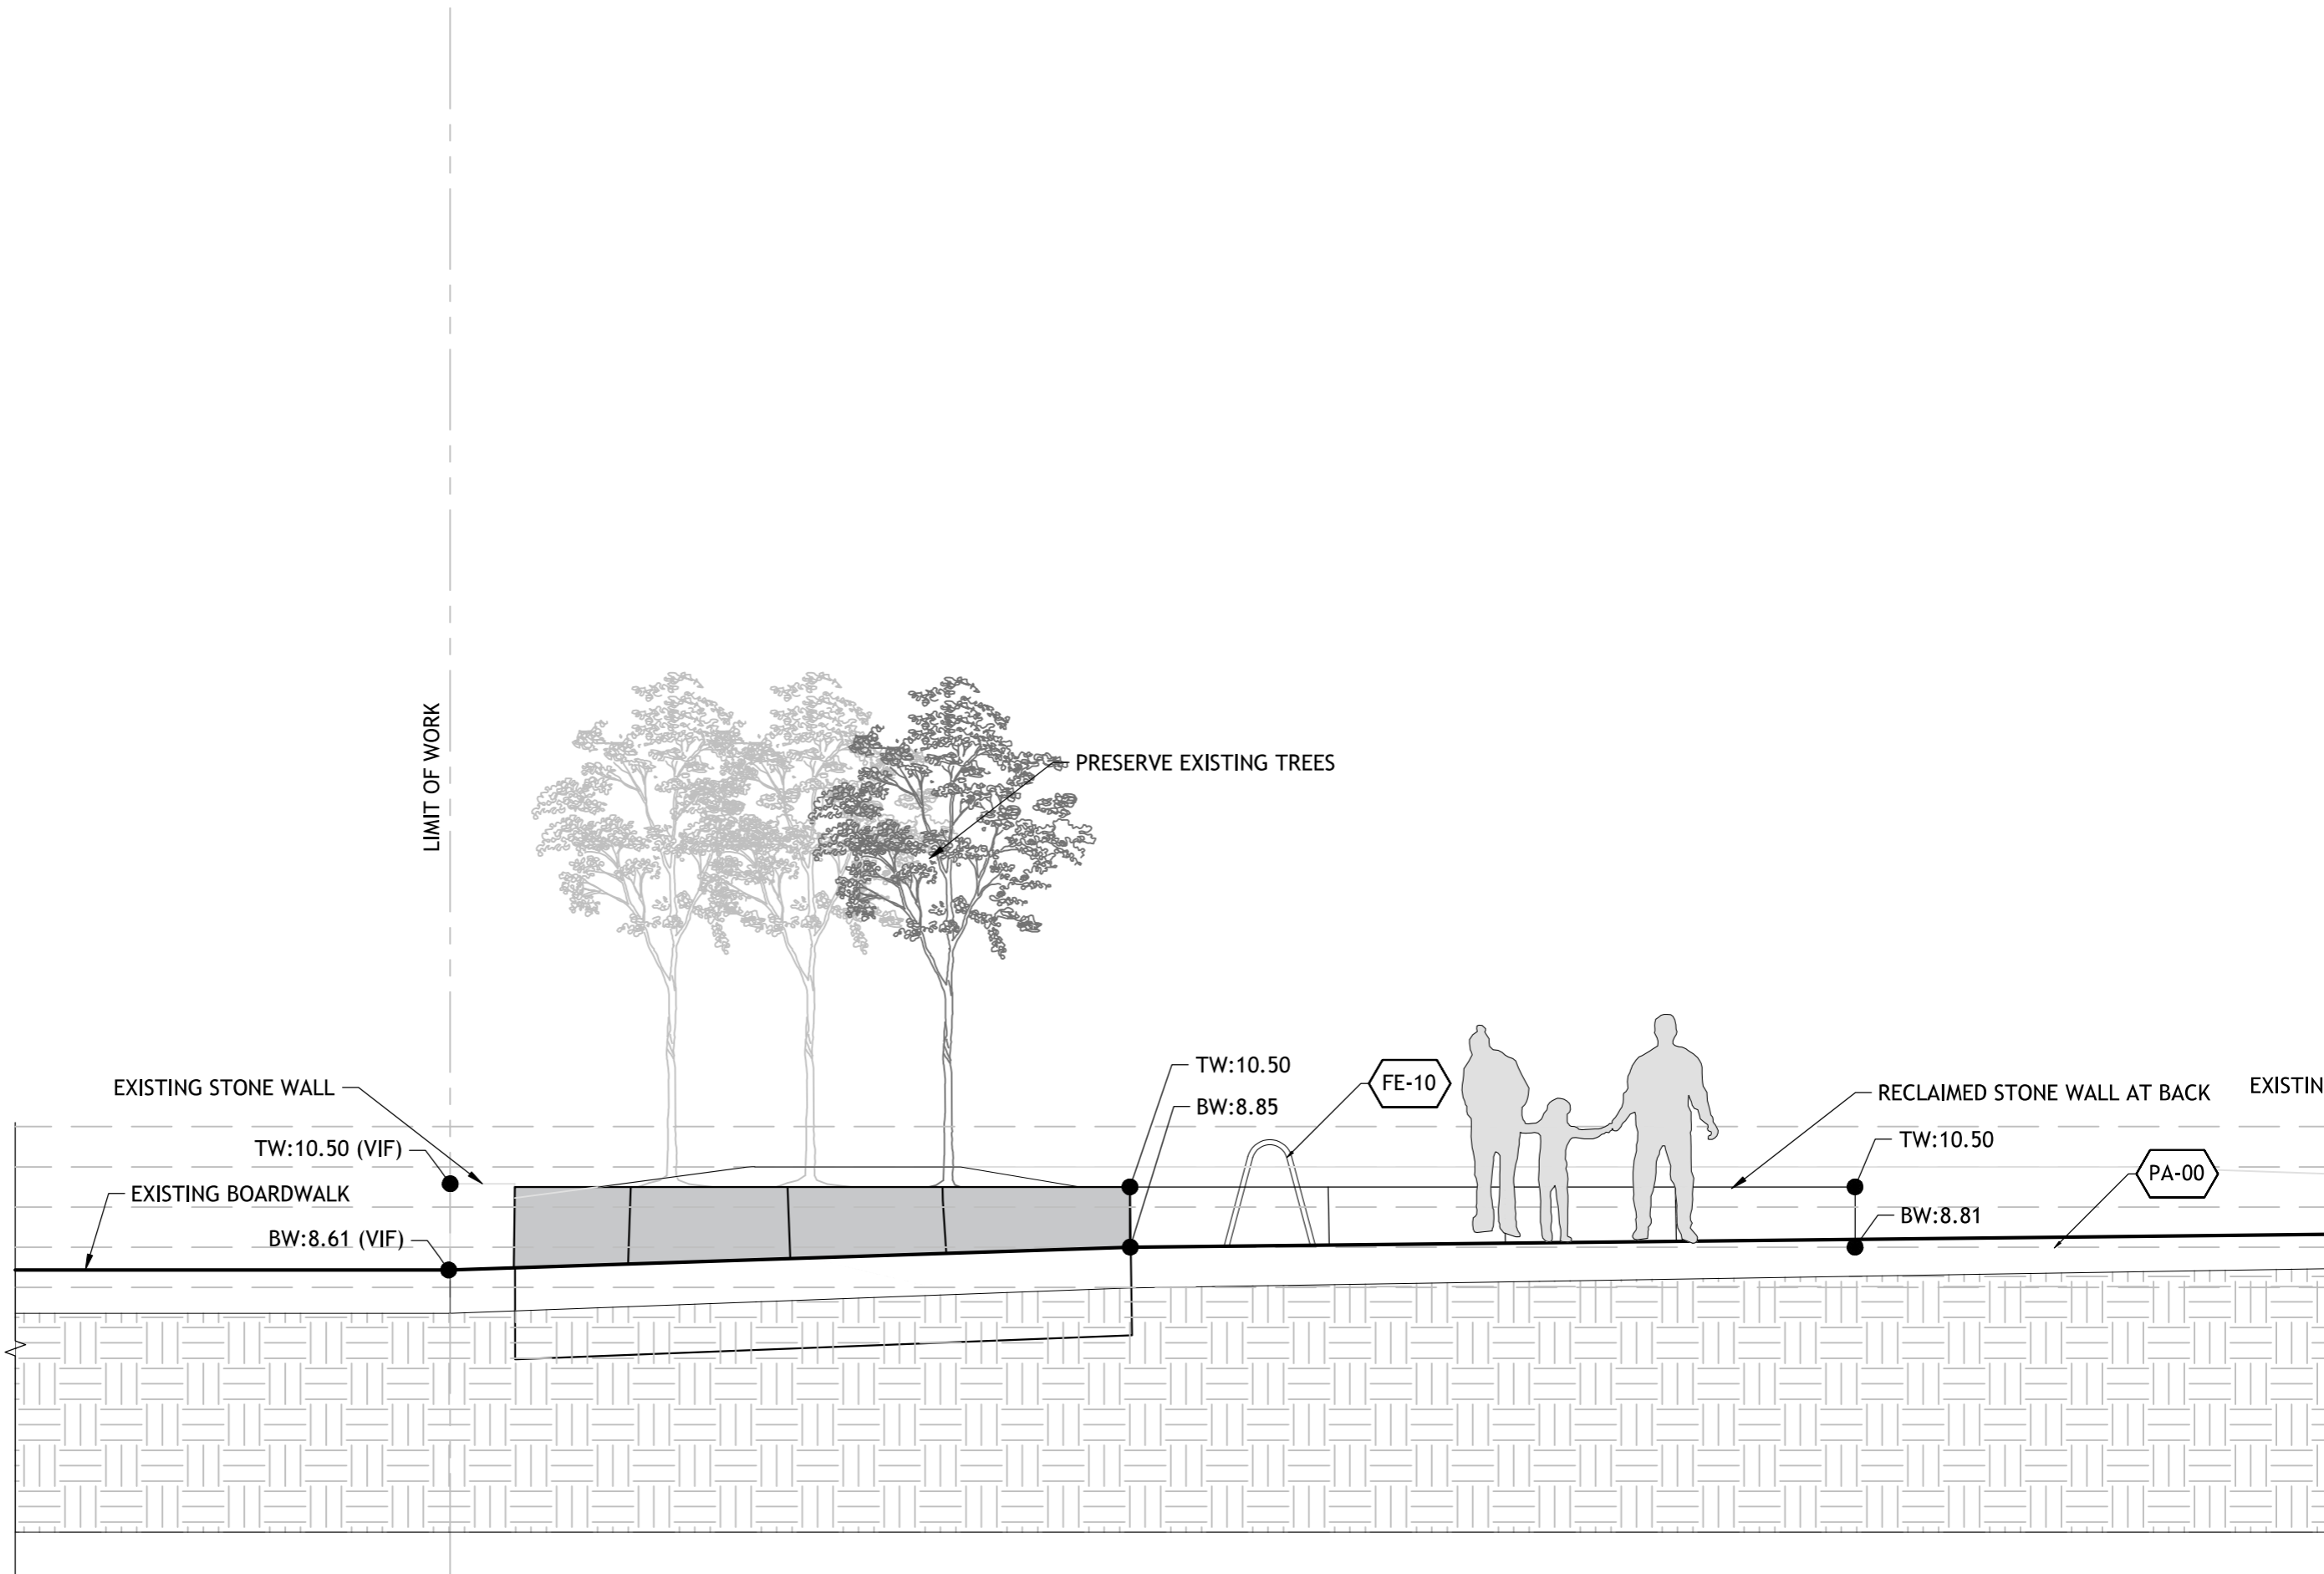 LIMIT OF WORK
PRESERVE EXISTING TREES
TW:10.50
BW:8.85
FE-10
EXISTING STONE WALL
TW:10.50 (VIF)
EXISTING BOARDWALK
BW:8.61 (VIF)
RECLAIMED STONE WALL AT BACK
EXISTIN
TW:10.50
PA-00
BW:8.81